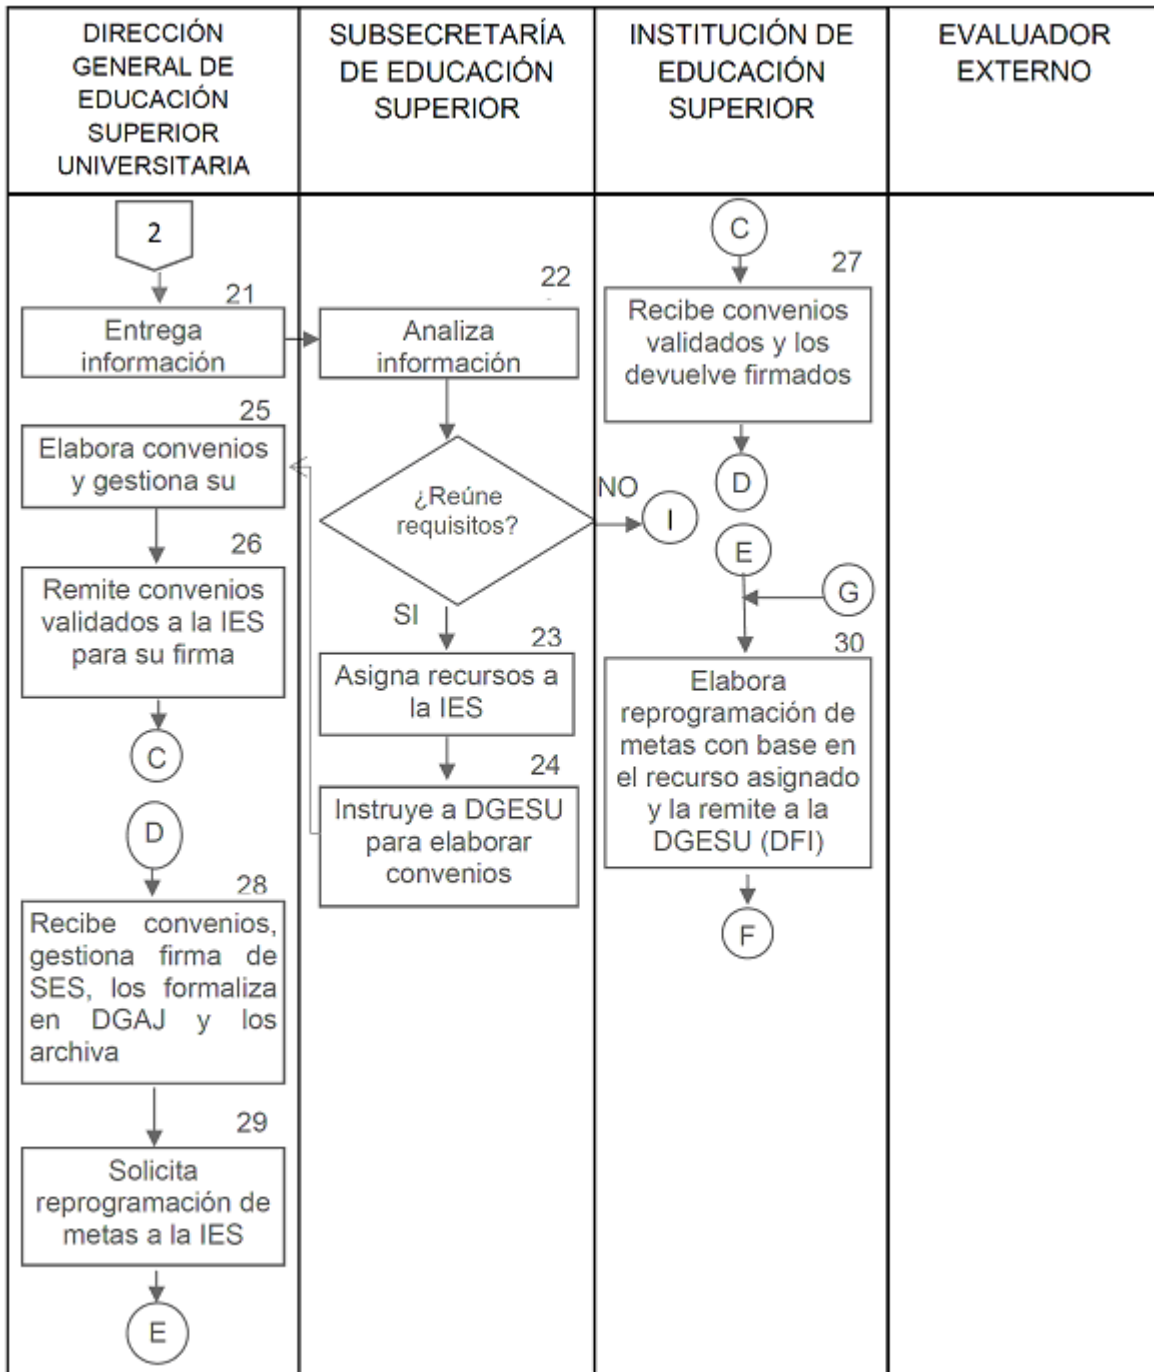 DIRECCIÓN
GENERAL DE
EDUCACIÓN
SUPERIOR
UNIVERSITARIA
SUBSECRETARÍA
DE EDUCACIÓN
SUPERIOR
INSTITUCIÓN DE
EDUCACIÓN
SUPERIOR
EVALUADOR
EXTERNO
2
21
Entrega
información
25
Elabora convenios
y gestiona su
26
Remite convenios
validados a la IES
para su firma
C
D
28
Recibe convenios,
gestiona firma de
SES, los formaliza
en DGAJ y los
archiva
29
Solicita
reprogramación de
metas a la IES
E
22
Analiza
información
¿Reúne
requisitos?
NO
I
SI
23
Asigna recursos a
la IES
24
Instruye a DGESU
para elaborar
convenios
C
27
Recibe convenios
validados y los
devuelve firmados
D
E
G
30
Elabora
reprogramación de
metas con base en
el recurso asignado
y la remite a la
DGESU (DFI)
F